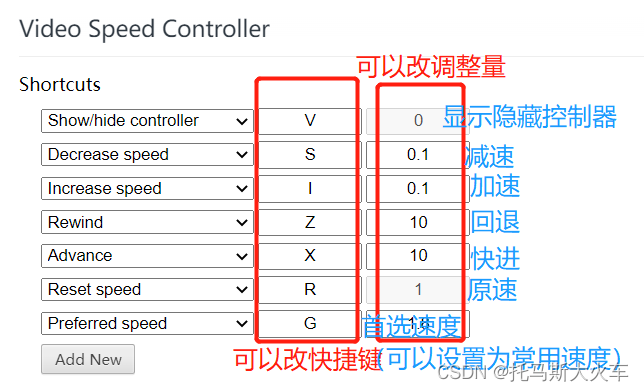 Video Speed Controller
可以改调整量
Shortcuts
Show/hide controller V 0 显示隐藏控制器
Decrease speed S 0.1 减速
Increase speed I 0.1 加速
Rewind Z 10 回退
Advance X 10 快进
Reset speed R 1 原速
Preferred speed G 首选速度
可以改快捷键(可以设置为常用速度)
Add New
CSDN @托马斯大火车